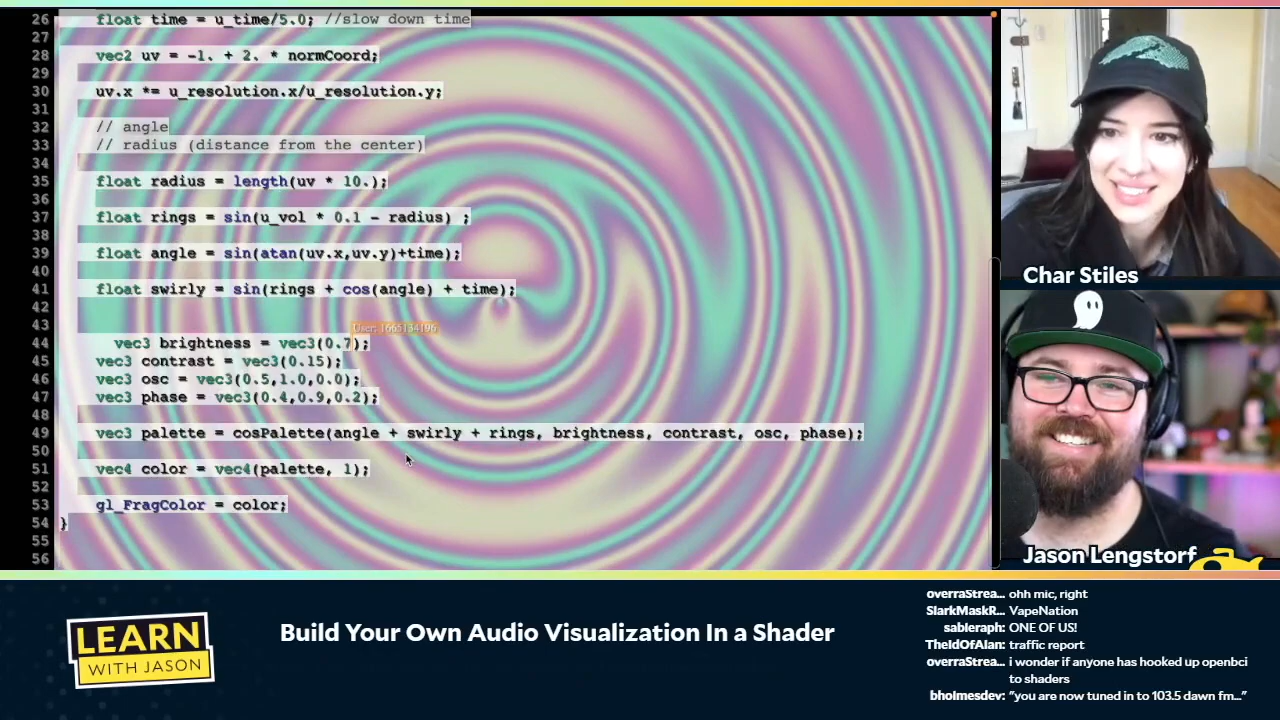 26 float time = u_time/5.0; //slow down time
27
28 vec2 uv = -1. + 2. * normCoord;
29
30 uv.x *= u_resolution.x/u_resolution.y;
31
32 // angle
33 // radius (distance from the center)
34
35 float radius = length(uv * 10.);
36
37 float rings = sin(u_vol * 0.1 - radius) ;
38
39 float angle = sin(atan(uv.x,uv.y)+time);
40
41 float swirly = sin(rings + cos(angle) + time);
42
43
User: 1665134196
44 vec3 brightness = vec3(0.7);
45 vec3 contrast = vec3(0.15);
46 vec3 osc = vec3(0.5,1.0,0.0);
47 vec3 phase = vec3(0.4,0.9,0.2);
48
49 vec3 palette = cosPalette(angle + swirly + rings, brightness, contrast, osc, phase);
50
51 vec4 color = vec4(palette, 1);
52
53 gl_FragColor = color;
54 }
55
56
Char Stiles
Jason Lengstorf
LEARN
WITH JASON
Build Your Own Audio Visualization In a Shader
overraStrea... ohh mic, right
SlarkMaskR... VapeNation
sableraph: ONE OF US!
TheIdOfAlan: traffic report
overraStrea... i wonder if anyone has hooked up openbci
to shaders
bholmesdev: "you are now tuned in to 103.5 dawn fm..."